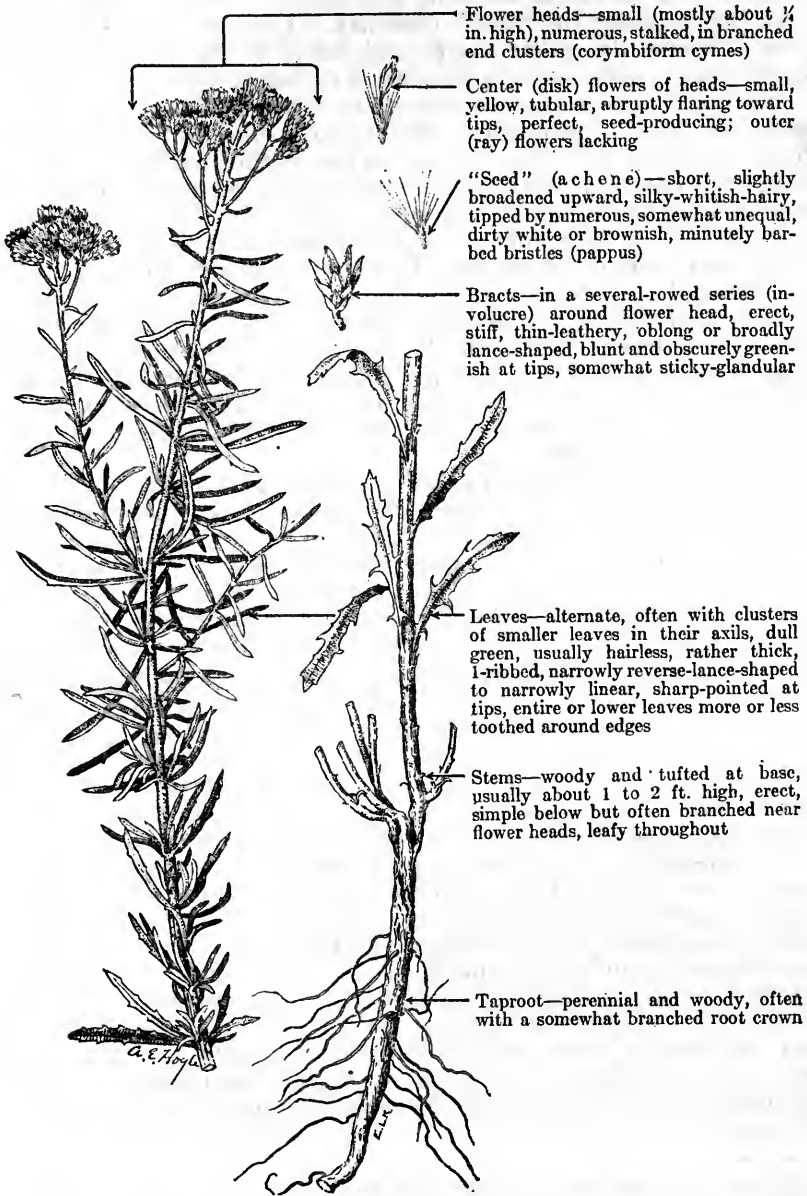 Flower heads—small (mostly about ¼
in. high), numerous, stalked, in branched
end clusters (corymbiform cymes)
Center (disk) flowers of heads—small,
yellow, tubular, abruptly flaring toward
tips, perfect, seed-producing; outer
(ray) flowers lacking
"Seed" (achene)—short, slightly
broadened upward, silky-whitish-hairy,
tipped by numerous, somewhat unequal,
dirty white or brownish, minutely bar-
bed bristles (pappus)
Bracts—in a several-rowed series (in-
volucre) around flower head, erect,
stiff, thin-leathery, oblong or broadly
lance-shaped, blunt and obscurely green-
ish at tips, somewhat sticky-glandular
Leaves—alternate, often with clusters
of smaller leaves in their axils, dull
green, usually hairless, rather thick,
1-ribbed, narrowly reverse-lance-shaped
to narrowly linear, sharp-pointed at
tips, entire or lower leaves more or less
toothed around edges
Stems—woody and tufted at base,
usually about 1 to 2 ft. high, erect,
simple below but often branched near
flower heads, leafy throughout
Taproot—perennial and woody, often
with a somewhat branched root crown
A.E. Hoyle
E.L.K